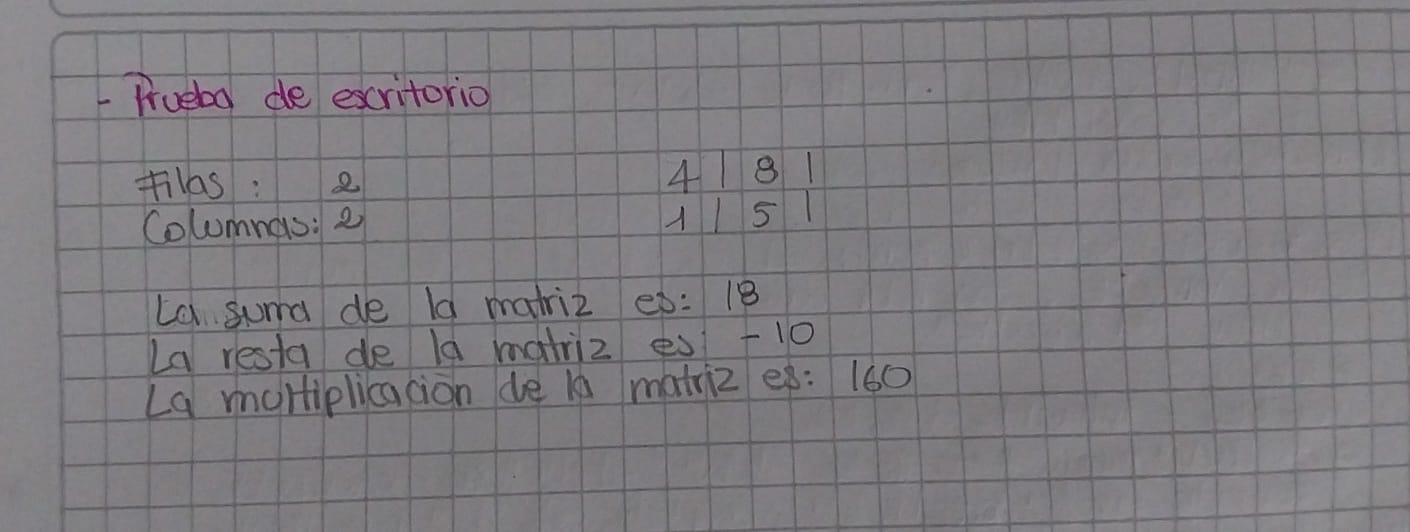 - Prueba de escritorio
Filas: 2
Columnas: 2
4 | 8 |
1 | 5 |
La suma de la matriz es: 18
La resta de la matriz es: -10
La multiplicación de la matriz es: 160